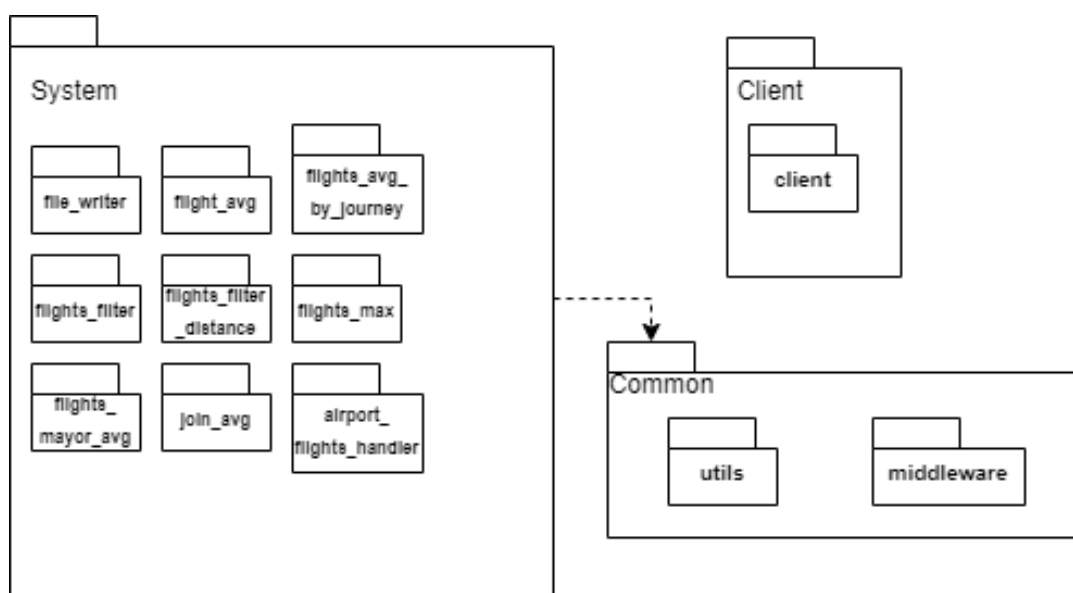 System
file_writer
flight_avg
flights_avg_
by_journey
flights_filter
flights_filter
_distance
flights_max
flights_
mayor_avg
join_avg
airport_
flights_handler
Client
client
Common
utils
middleware